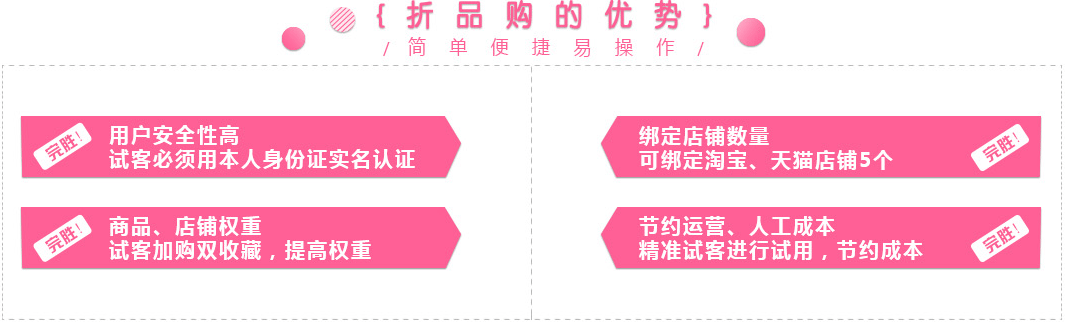 { 折品购的优势 }
/ 简单便捷易操作 /
完胜!
用户安全性高
试客必须用本人身份证实名认证
绑定店铺数量
可绑定淘宝、天猫店铺5个
完胜!
完胜!
商品、店铺权重
试客加购双收藏，提高权重
节约运营、人工成本
精准试客进行试用，节约成本
完胜!